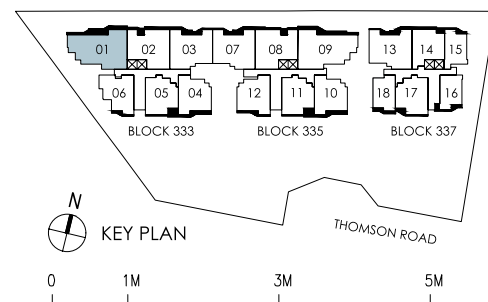 01 02 03 07 08 09 13 14 15
06 05 04 12 11 10 18 17 16
BLOCK 333 BLOCK 335 BLOCK 337
THOMSON ROAD
N
KEY PLAN
0 1M 3M 5M